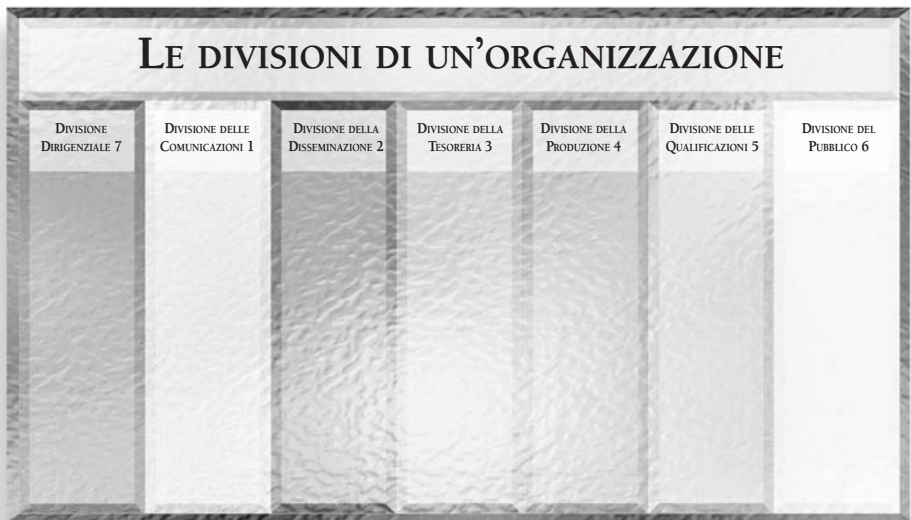 Le divisioni di un'organizzazione
Divisione
Dirigenziale 7
Divisione delle
Comunicazioni 1
Divisione della
Disseminazione 2
Divisione della
Tesoreria 3
Divisione della
Produzione 4
Divisione delle
Qualificazioni 5
Divisione del
Pubblico 6